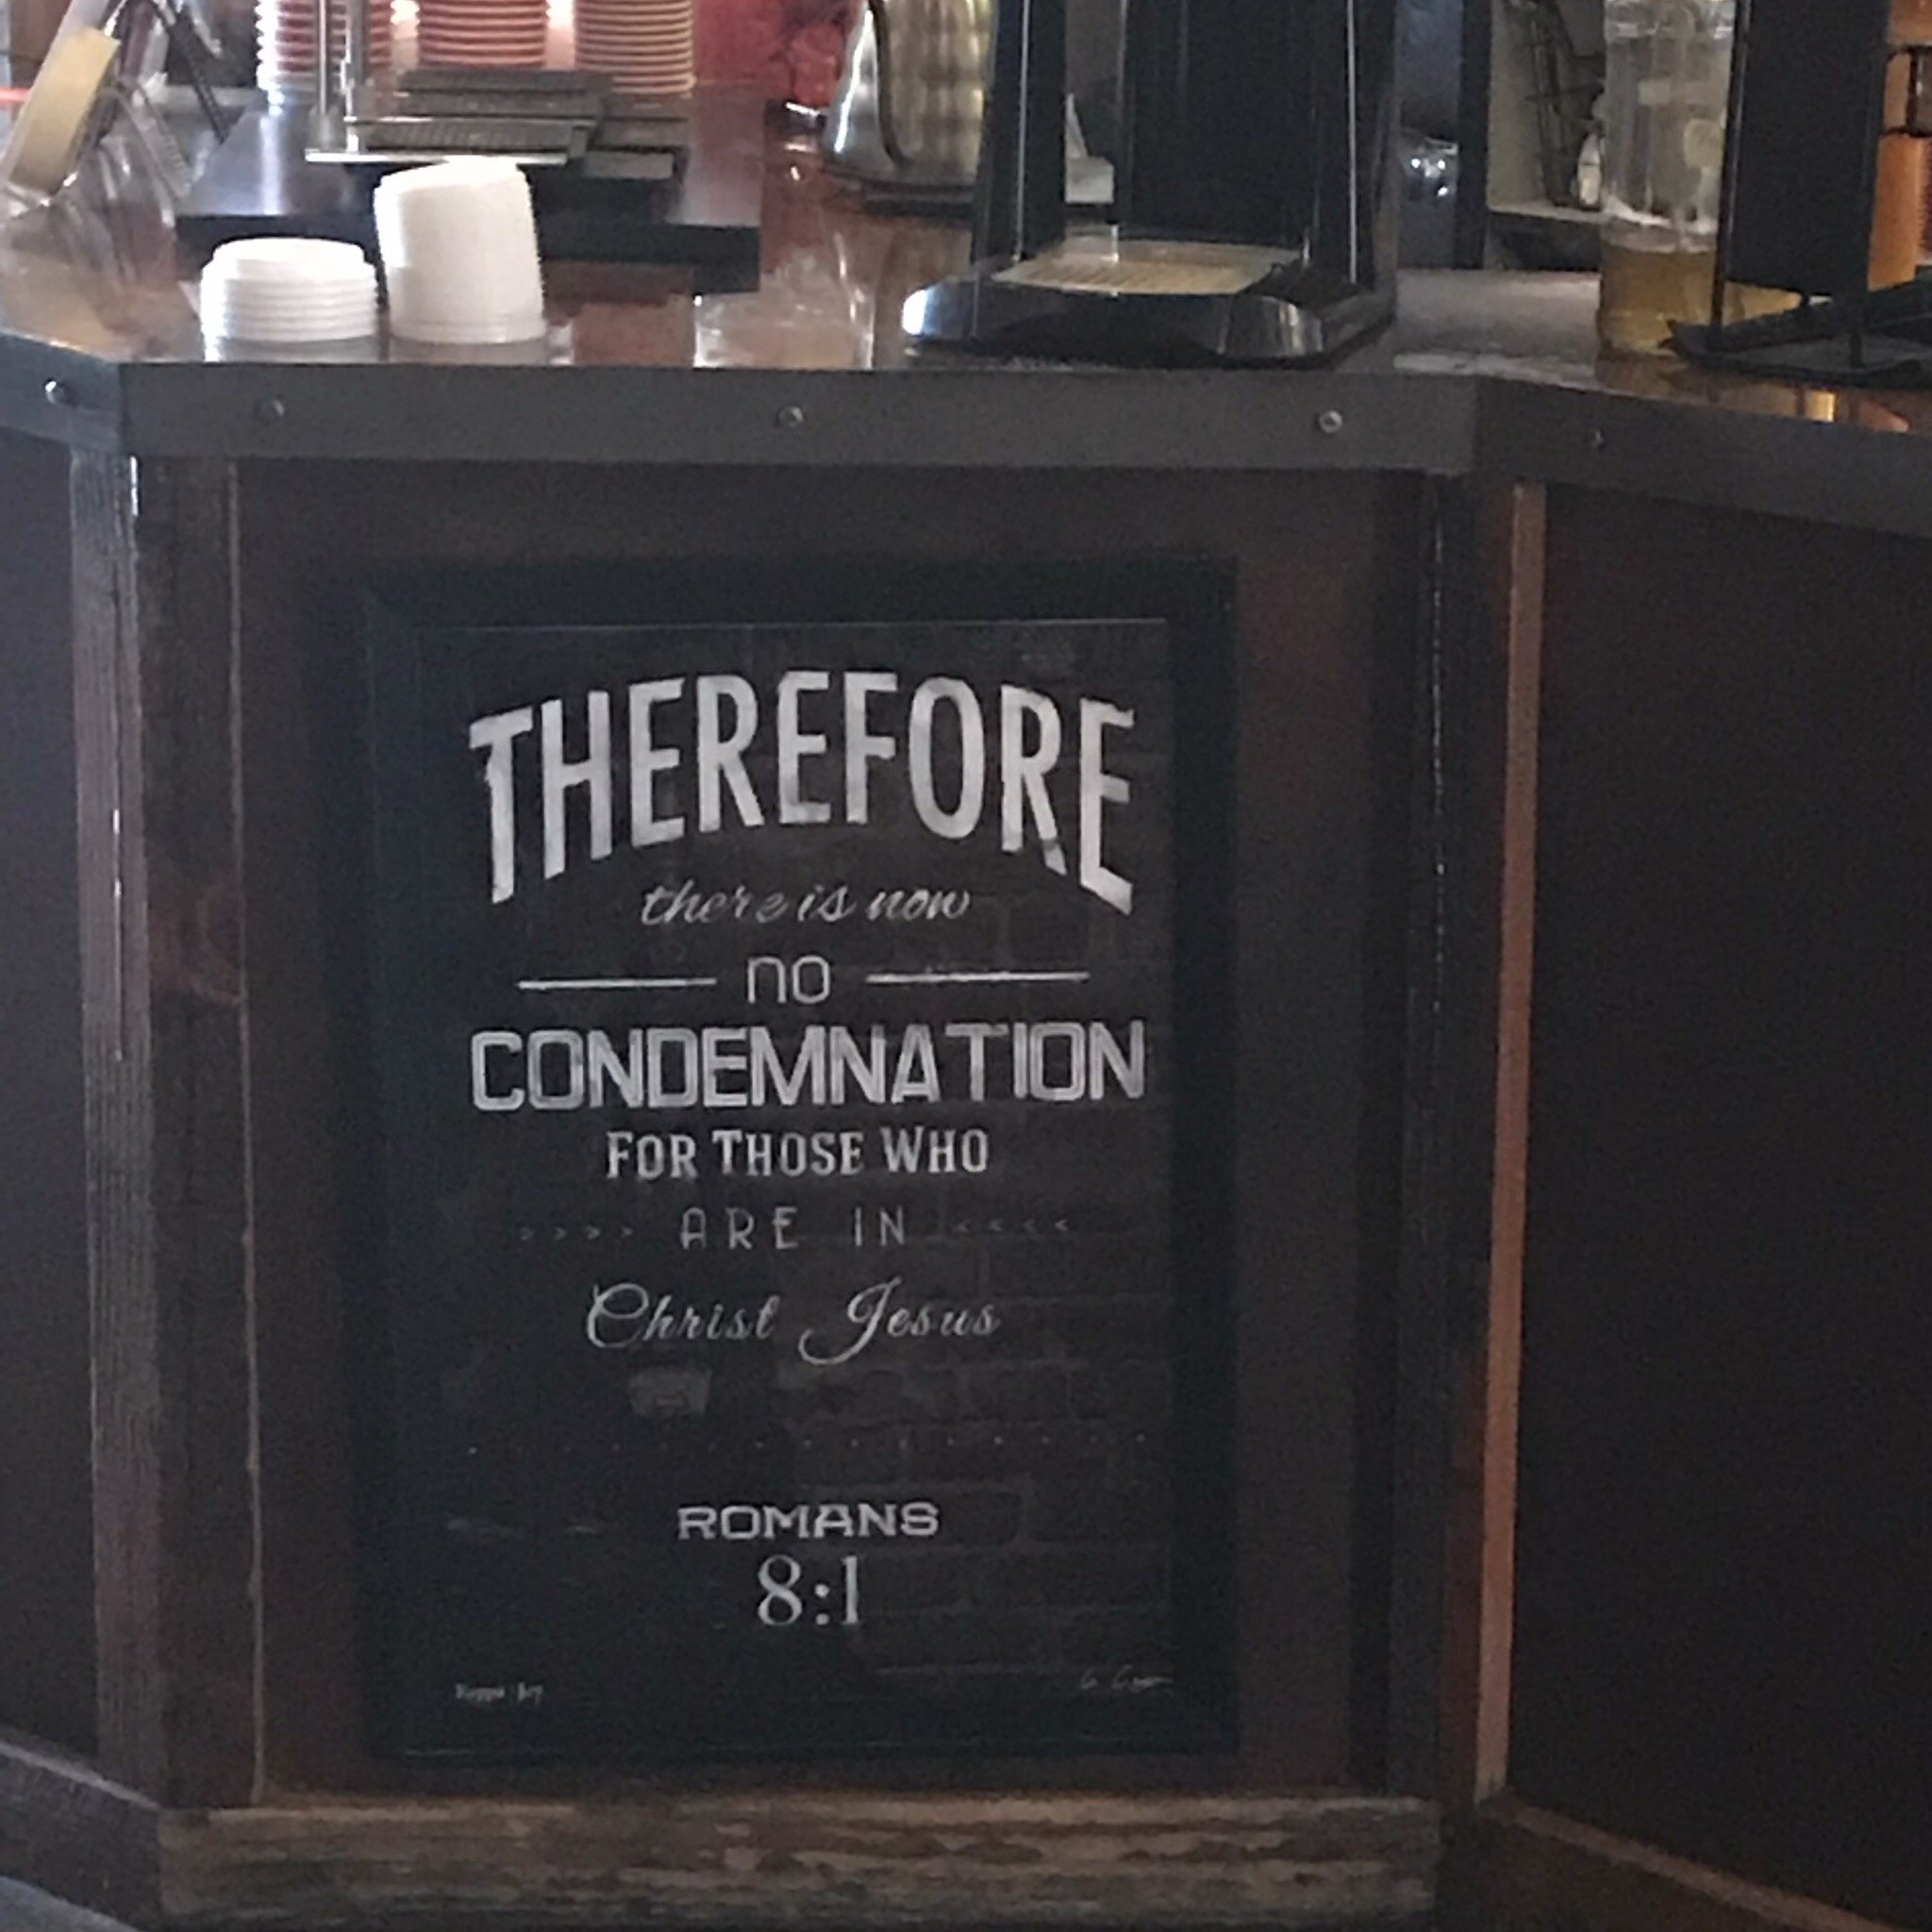 THEREFORE
there is now
no
CONDEMNATION
FOR THOSE WHO
>>>> ARE IN <<<<
Christ Jesus
ROMANS
8:1